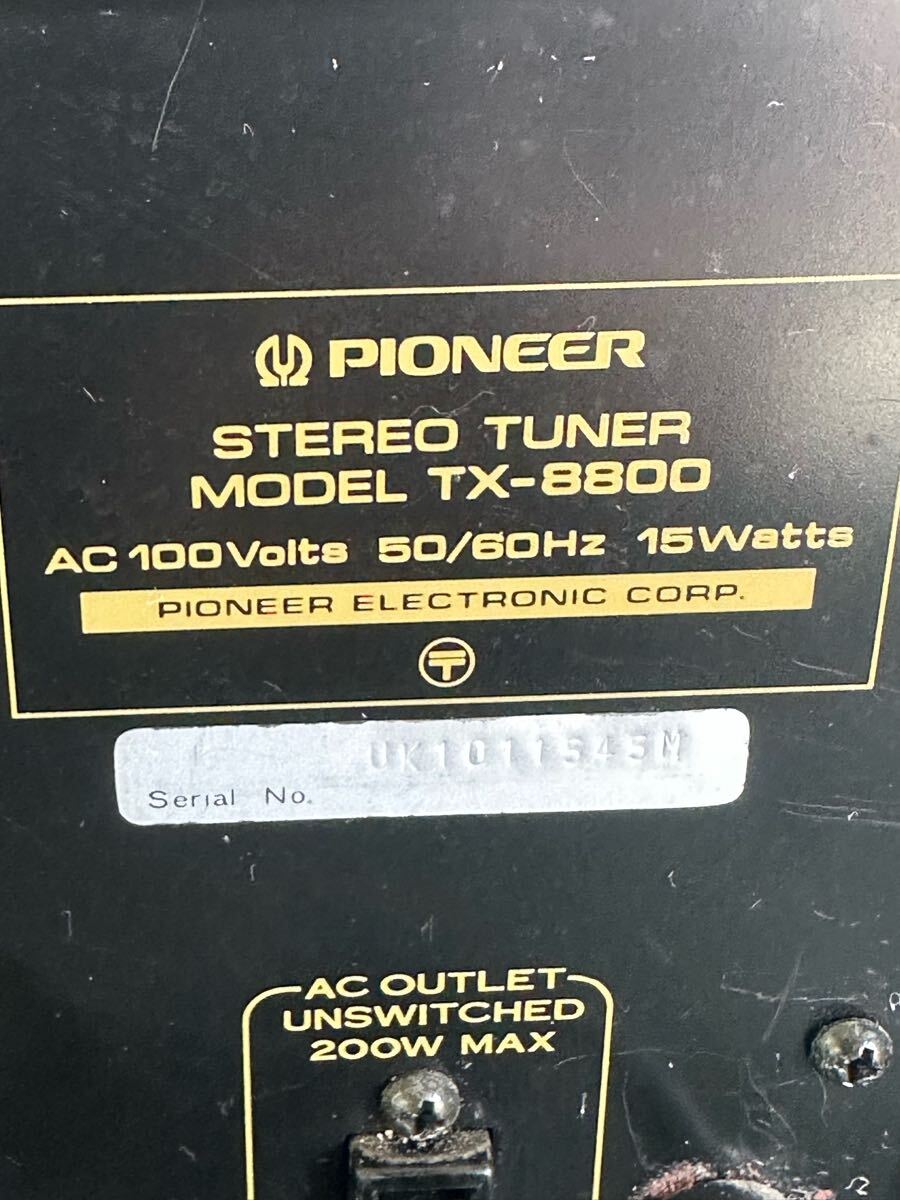 PIONEER
STEREO TUNER
MODEL TX-8800
AC 100Volts 50/60Hz 15Watts
PIONEER ELECTRONIC CORP.
UK1011545M
Serial No.
AC OUTLET
UNSWITCHED
200W MAX
Ω